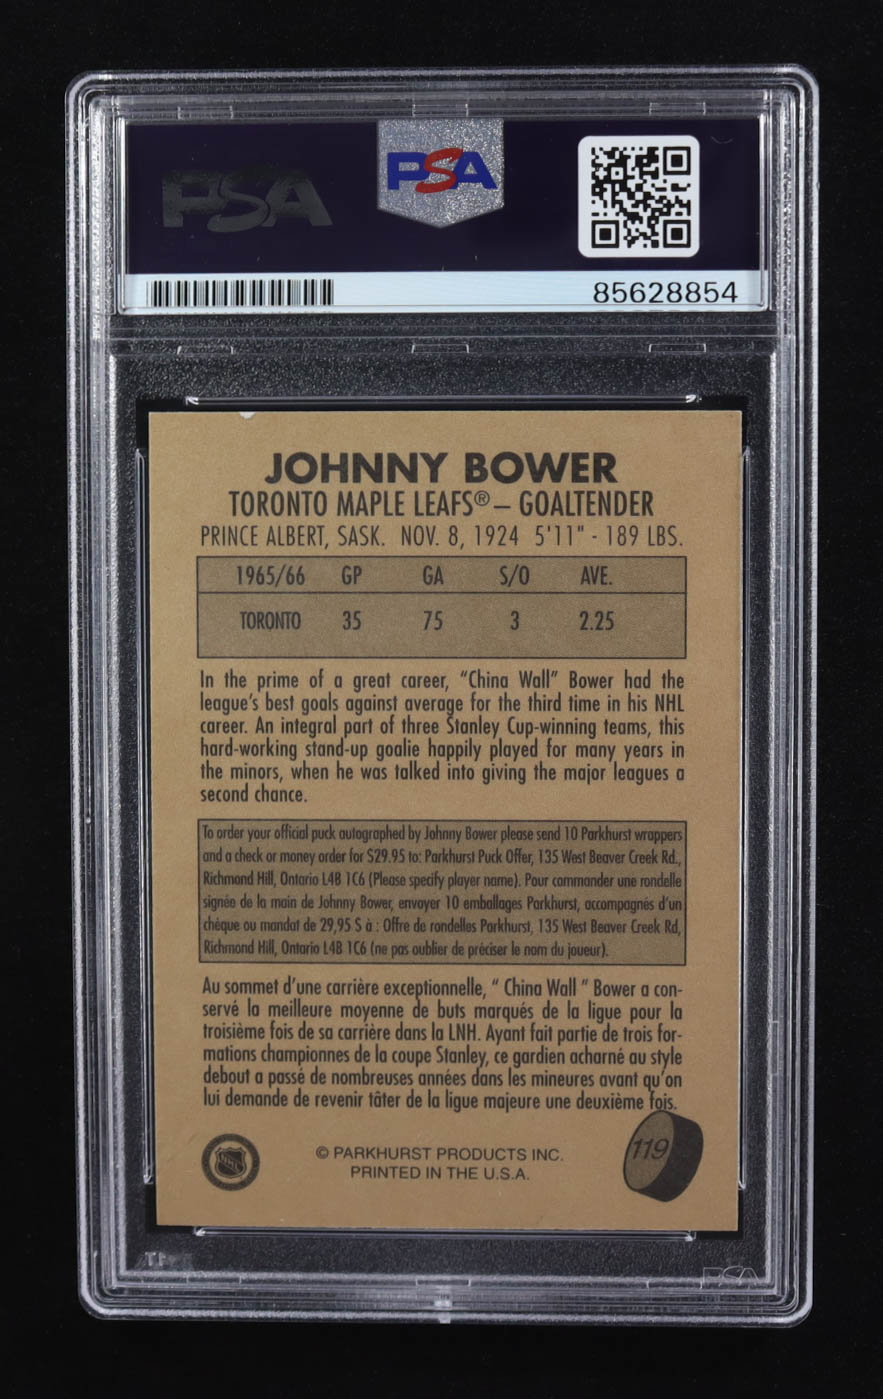 PSA
PSA
85628854
JOHNNY BOWER
TORONTO MAPLE LEAFS® – GOALTENDER
PRINCE ALBERT, SASK. NOV. 8, 1924 5'11" - 189 LBS.
1965/66 GP GA S/O AVE.
TORONTO 35 75 3 2.25
In the prime of a great career, "China Wall" Bower had the
league's best goals against average for the third time in his NHL
career. An integral part of three Stanley Cup-winning teams, this
hard-working stand-up goalie happily played for many years in
the minors, when he was talked into giving the major leagues a
second chance.
To order your official puck autographed by Johnny Bower please send 10 Parkhurst wrappers
and a check or money order for $29.95 to: Parkhurst Puck Offer, 135 West Beaver Creek Rd.,
Richmond Hill, Ontario L4B 1C6 (Please specify player name). Pour commander une rondelle
signée de la main de Johnny Bower, envoyer 10 emballages Parkhurst, accompagnés d'un
chèque ou mandat de 29,95 $ à : Offre de rondelles Parkhurst, 135 West Beaver Creek Rd,
Richmond Hill, Ontario L4B 1C6 (ne pas oublier de préciser le nom du joueur).
Au sommet d'une carrière exceptionnelle, " China Wall " Bower a con-
servé la meilleure moyenne de buts marqués de la ligue pour la
troisième fois de sa carrière dans la LNH. Ayant fait partie de trois for-
mations championnes de la coupe Stanley, ce gardien acharné au style
debout a passé de nombreuses années dans les mineures avant qu'on
lui demande de revenir tâter de la ligue majeure une deuxième fois.
© PARKHURST PRODUCTS INC.
PRINTED IN THE U.S.A.
119
NHL
PSA